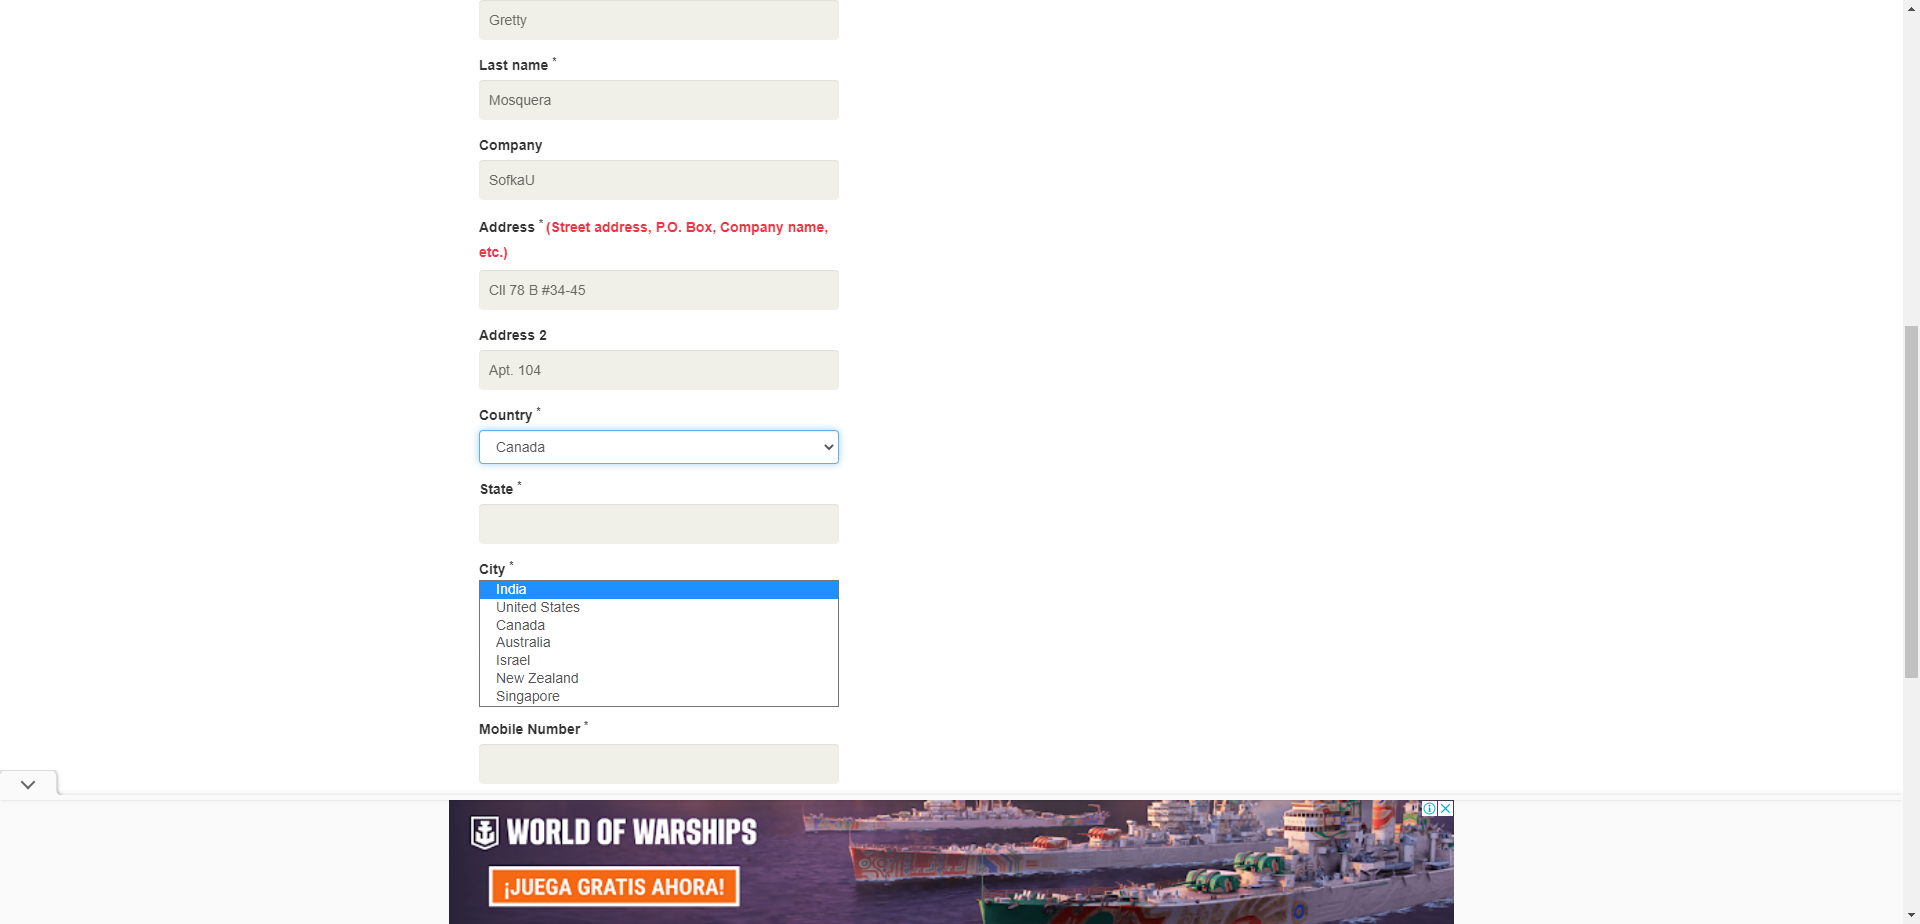 Gretty
Last name *
Mosquera
Company
SofkaU
Address * (Street address, P.O. Box, Company name,
etc.)
Cll 78 B #34-45
Address 2
Apt. 104
Country *
Canada
State *
City *
India
United States
Canada
Australia
Israel
New Zealand
Singapore
Mobile Number *
WORLD OF WARSHIPS
¡JUEGA GRATIS AHORA!